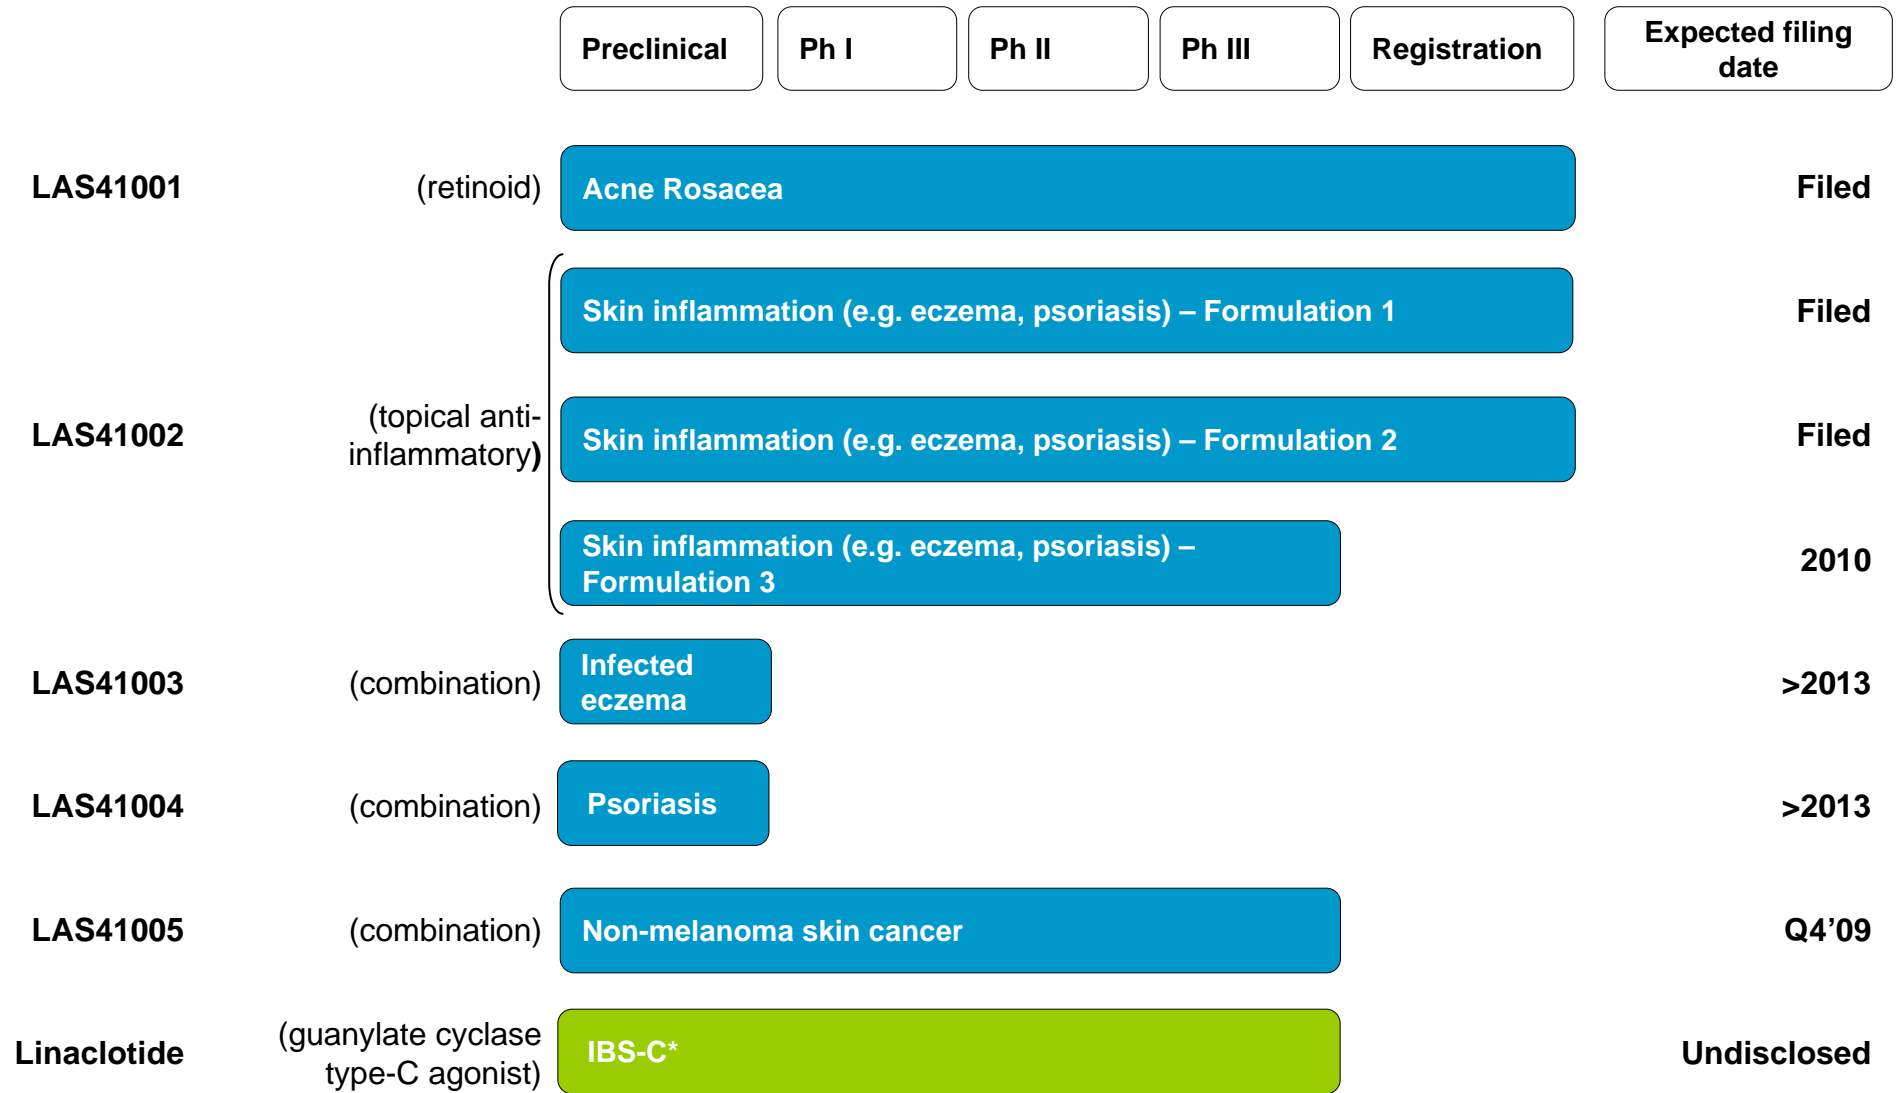 Preclinical
Ph I
Ph II
Ph III
Registration
Expected filing
date
LAS41001
(retinoid)
Acne Rosacea
Filed
Skin inflammation (e.g. eczema, psoriasis) – Formulation 1
Filed
LAS41002
(topical anti-
inflammatory)
Skin inflammation (e.g. eczema, psoriasis) – Formulation 2
Filed
Skin inflammation (e.g. eczema, psoriasis) –
Formulation 3
2010
LAS41003
(combination)
Infected
eczema
>2013
LAS41004
(combination)
Psoriasis
>2013
LAS41005
(combination)
Non-melanoma skin cancer
Q4’09
Linaclotide
(guanylate cyclase
type-C agonist)
IBS-C*
Undisclosed